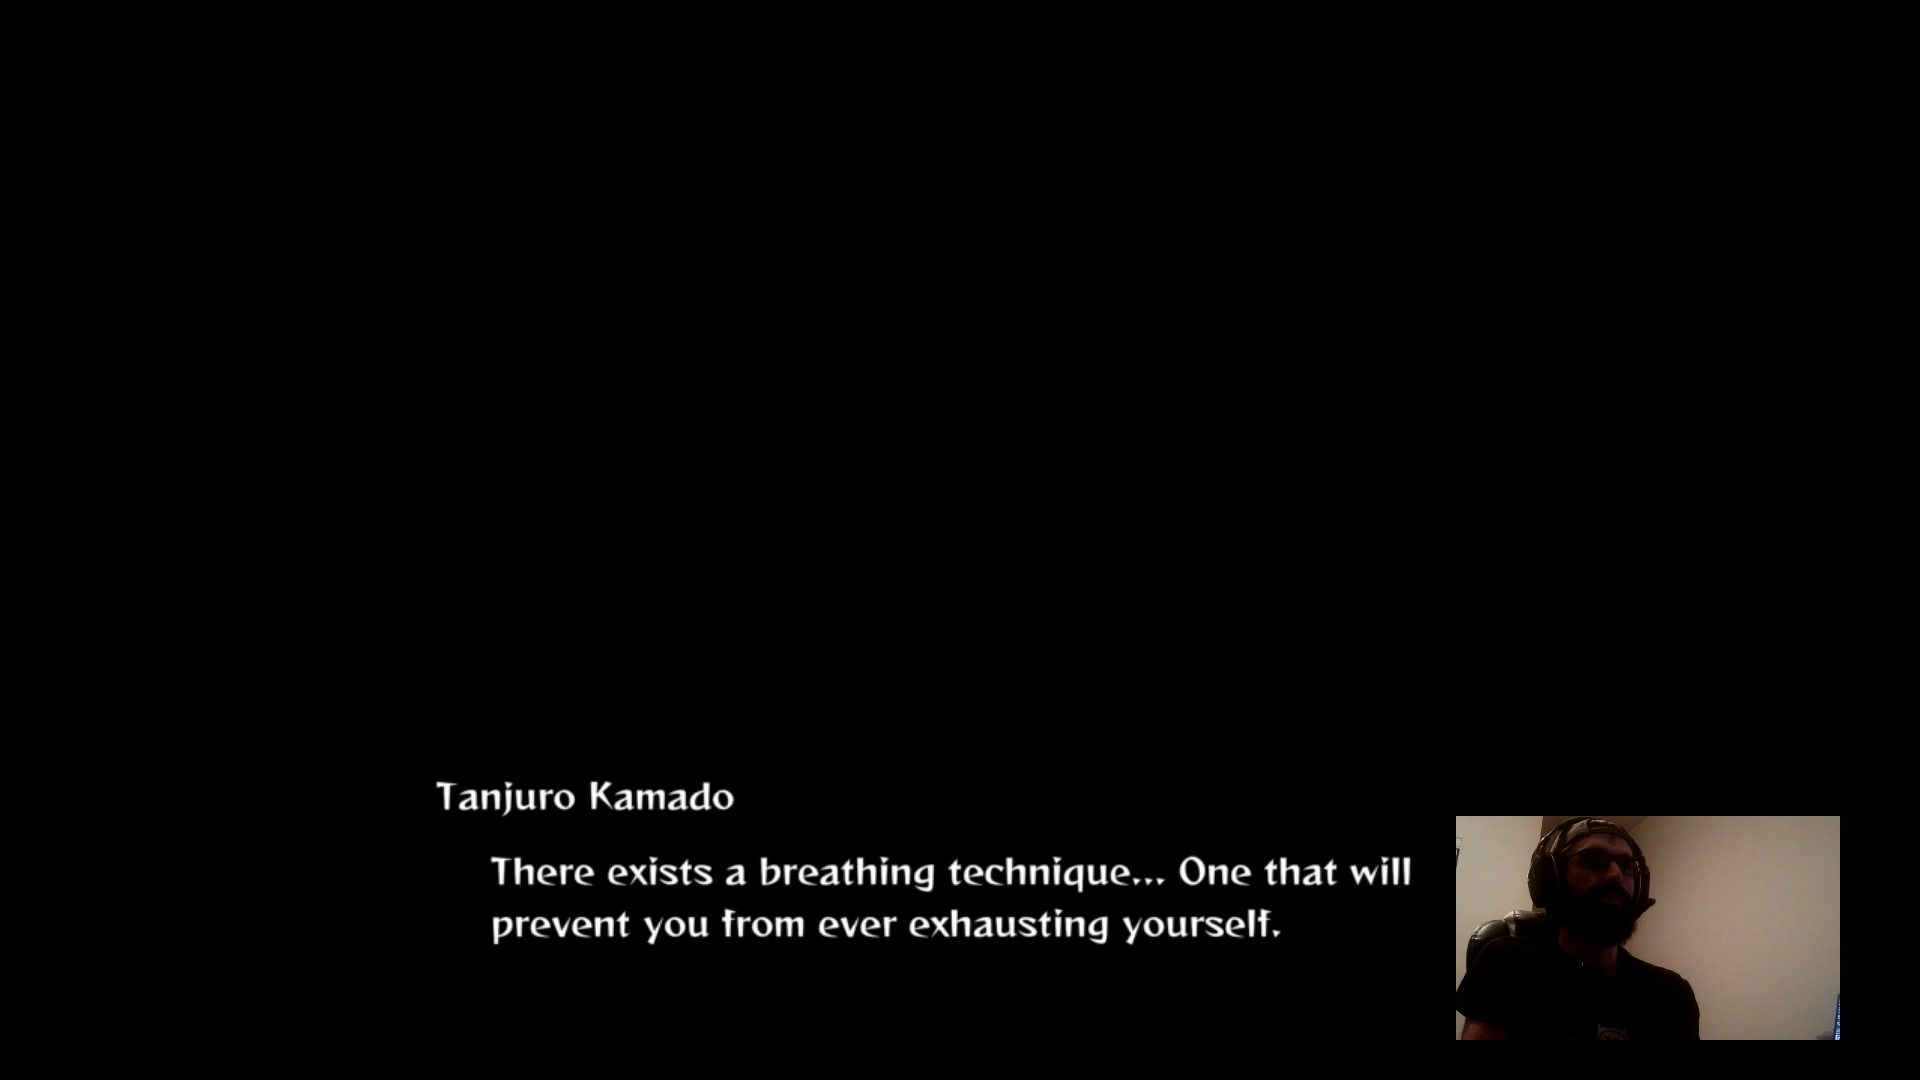 Tanjuro Kamado
There exists a breathing technique... One that will
prevent you from ever exhausting yourself.